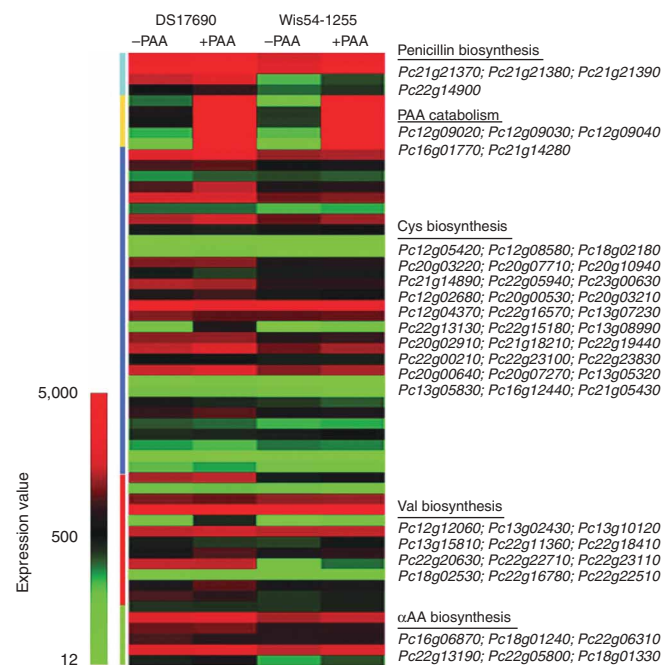 DS17690 Wis54-1255
–PAA +PAA –PAA +PAA
Penicillin biosynthesis
Pc21g21370; Pc21g21380; Pc21g21390
Pc22g14900
PAA catabolism
Pc12g09020; Pc12g09030; Pc12g09040
Pc16g01770; Pc21g14280
Cys biosynthesis
Pc12g05420; Pc12g08580; Pc18g02180
Pc20g03220; Pc20g07710; Pc20g10940
Pc21g14890; Pc22g05940; Pc23g00630
Pc12g02680; Pc20g00530; Pc20g03210
Pc12g04370; Pc22g16570; Pc13g07230
Pc22g13130; Pc22g15180; Pc13g08990
Pc20g02910; Pc21g18210; Pc22g19440
Pc22g00210; Pc22g23100; Pc22g23830
Pc20g00640; Pc20g07270; Pc13g05320
Pc13g05830; Pc16g12440; Pc21g05430
5,000
500
12
Expression value
Val biosynthesis
Pc12g12060; Pc13g02430; Pc13g10120
Pc13g15810; Pc22g11360; Pc22g18410
Pc22g20630; Pc22g22710; Pc22g23110
Pc18g02530; Pc22g16780; Pc22g22510
αAA biosynthesis
Pc16g06870; Pc18g01240; Pc22g06310
Pc22g13190; Pc22g05800; Pc18g01330